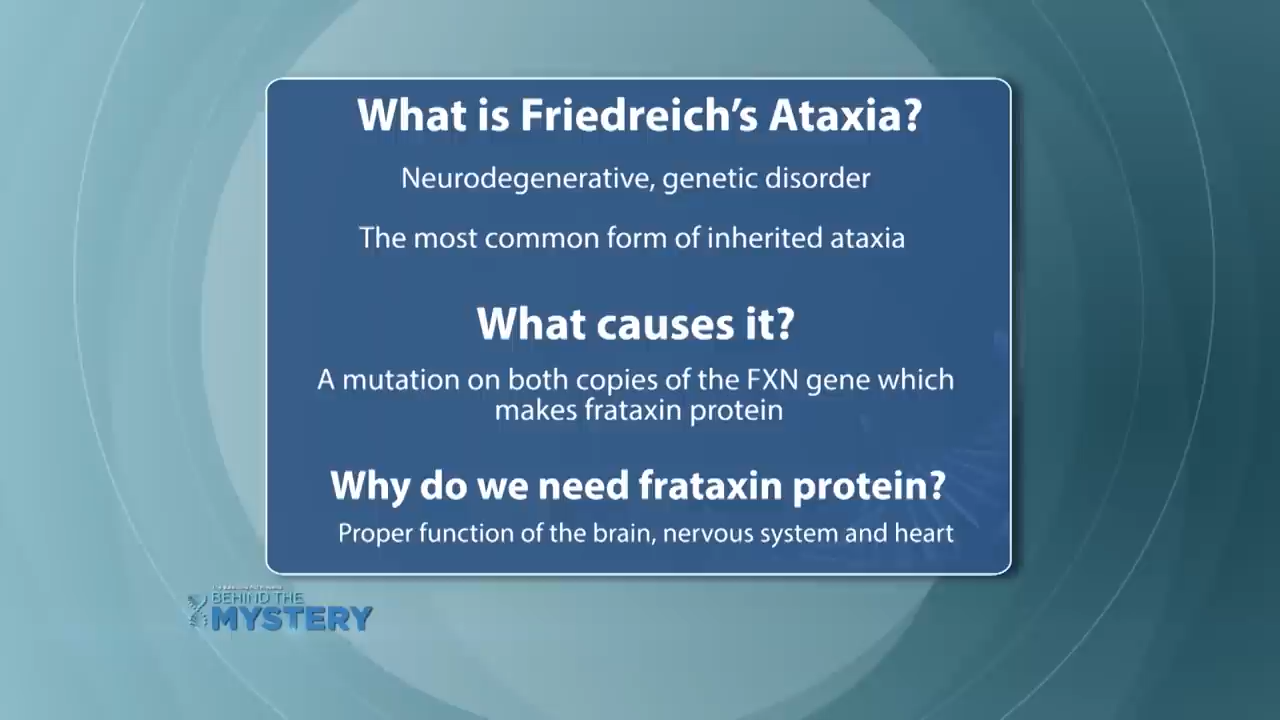 What is Friedreich’s Ataxia?
Neurodegenerative, genetic disorder
The most common form of inherited ataxia
What causes it?
A mutation on both copies of the FXN gene which
makes frataxin protein
Why do we need frataxin protein?
Proper function of the brain, nervous system and heart
BEHIND THE
MYSTERY